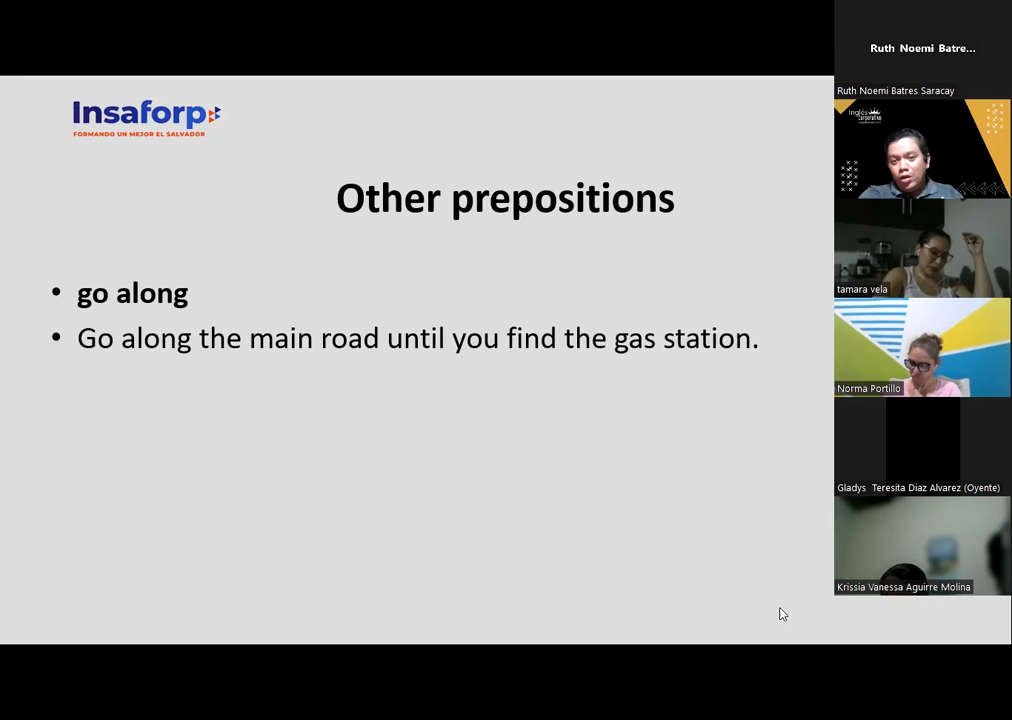 Insaforp
FORMANDO UN MEJOR EL SALVADOR
Other prepositions
• go along
• Go along the main road until you find the gas station.
Ruth Noemi Batre...
Ruth Noemi Batres Saracay
Inglés
corporativo
tamara vela
Norma Portillo
Gladys Teresita Diaz Alvarez (Oyente)
Krissia Vanessa Aguirre Molina